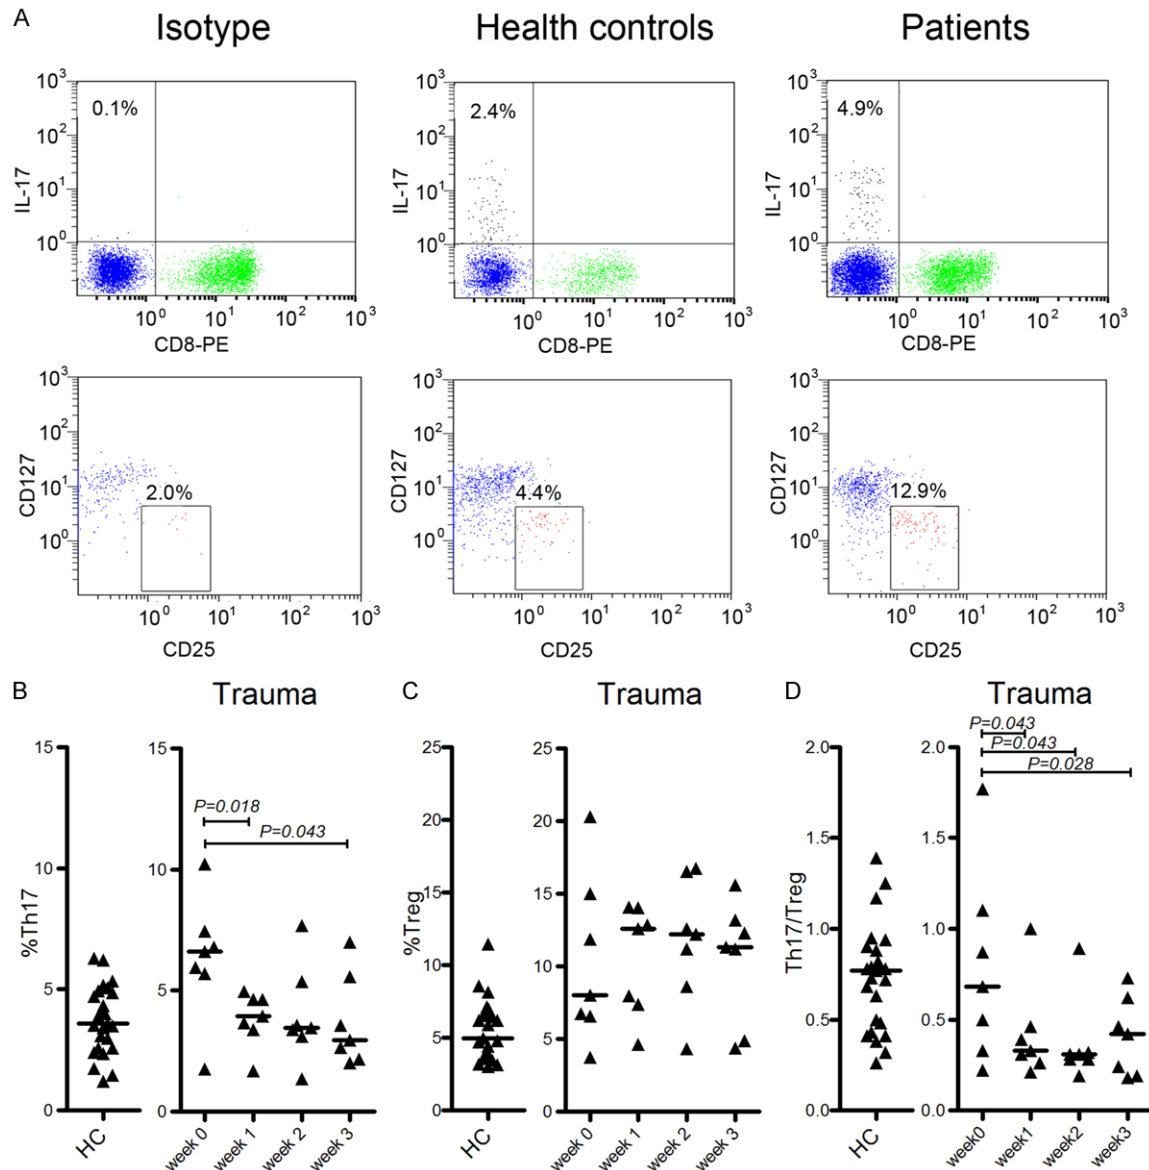 A
Isotype
Health controls
Patients
10³ 10² 10¹ 10⁰
IL-17
0.1%
10⁰ 10¹ 10² 10³
CD8-PE
10³ 10² 10¹ 10⁰
IL-17
2.4%
10⁰ 10¹ 10² 10³
CD8-PE
10³ 10² 10¹ 10⁰
IL-17
4.9%
10⁰ 10¹ 10² 10³
CD8-PE
10³ 10² 10¹ 10⁰
CD127
2.0%
10⁰ 10¹ 10² 10³
CD25
10³ 10² 10¹ 10⁰
CD127
4.4%
10⁰ 10¹ 10² 10³
CD25
10³ 10² 10¹ 10⁰
CD127
12.9%
10⁰ 10¹ 10² 10³
CD25
B
Trauma
%Th17
15 10 5 0
HC
15 10 5 0
P=0.018
P=0.043
week 0 week 1 week 2 week 3
C
Trauma
%Treg
25 20 15 10 5 0
HC
25 20 15 10 5 0
week 0 week 1 week 2 week 3
D
Trauma
Th17/Treg
2.0 1.5 1.0 0.5 0.0
HC
2.0 1.5 1.0 0.5 0.0
P=0.043
P=0.043
P=0.028
week0 week1 week2 week3